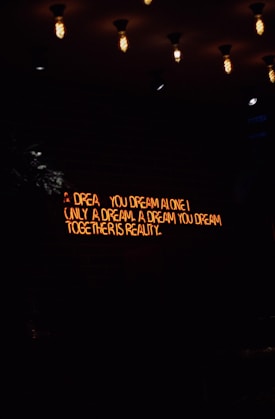 A DREA YOU DREAM ALONE I
ONLY A DREAM. A DREAM YOU DREAM
TOGETHER IS REALITY.